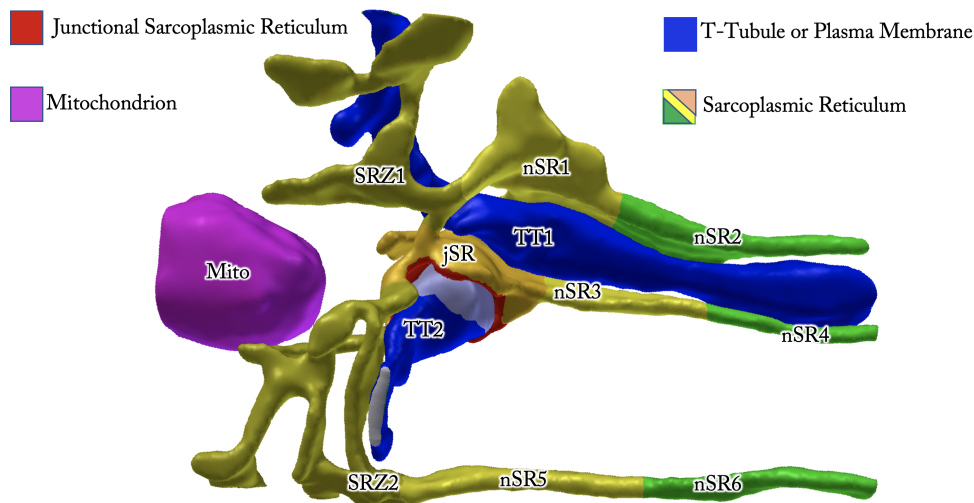 Junctional Sarcoplasmic Reticulum
T-Tubule or Plasma Membrane
Mitochondrion
Sarcoplasmic Reticulum
SRZ1
nSR1
TT1
nSR2
jSR
Mito
nSR3
TT2
nSR4
SRZ2
nSR5
nSR6